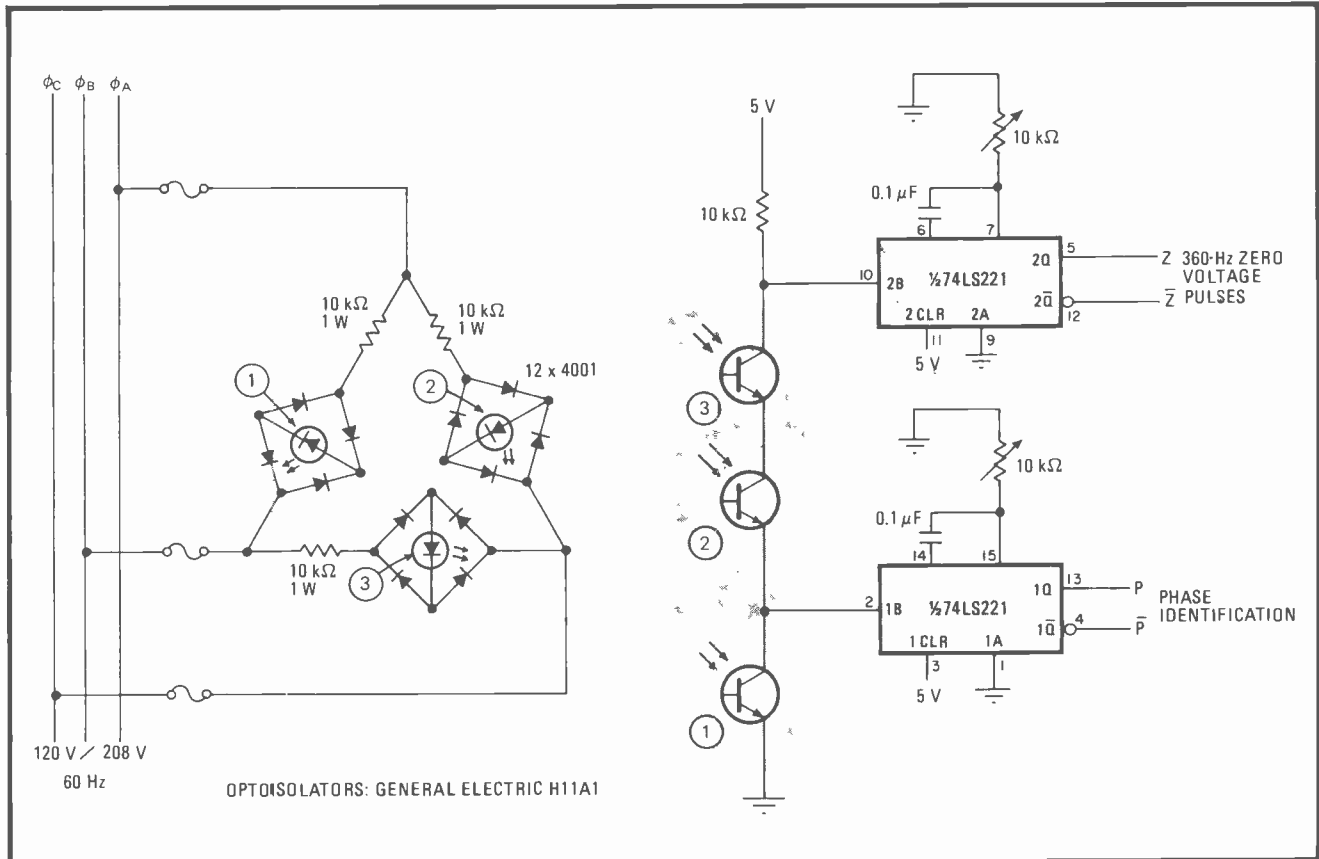 ϕC ϕB ϕA
120 V / 208 V
60 Hz
10 kΩ
1 W
10 kΩ
1 W
12 x 4001
1
2
10 kΩ
1 W
3
OPTOISOLATORS: GENERAL ELECTRIC H11A1
5 V
10 kΩ
3
2
1
10 kΩ
0.1 μF
6
7
10
2B
½74LS221
2Q
5
2Q̅
12
2 CLR
2A
11
9
5 V
Z 360-Hz ZERO
VOLTAGE
Z̅ PULSES
10 kΩ
0.1 μF
14
15
2
1B
½74LS221
1Q
13
1Q̅
4
1 CLR
1A
3
1
5 V
P PHASE
IDENTIFICATION
P̅